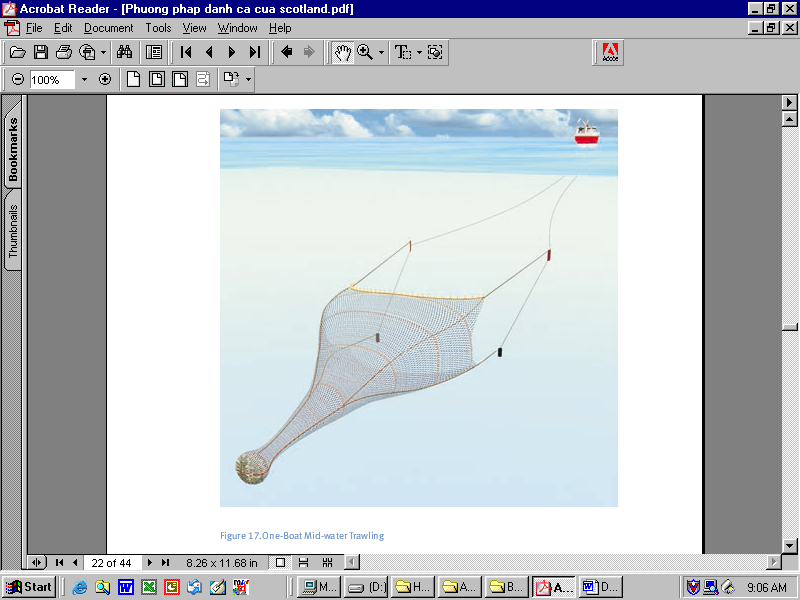 Acrobat Reader - [Phuong phap danh ca cua scotland.pdf]
File Edit Document Tools View Window Help
Adobe
100%
Bookmarks
Thumbnails
Figure 17. One-Boat Mid-water Trawling
22 of 44 8.26 x 11.68 in
Start M... (D:) H... A... B... A... D... 9:06 AM